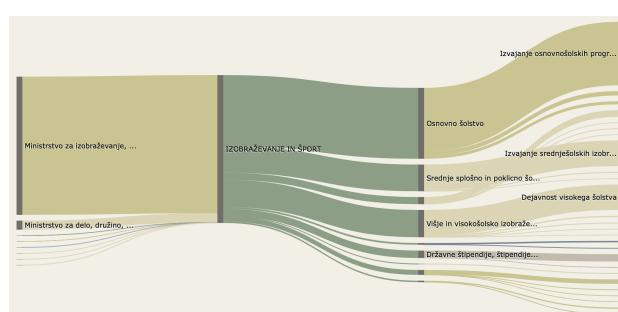 Izvajanje osnovnošolskih progr...
Osnovno šolstvo
Ministrstvo za izobraževanje, ...
IZOBRAŽEVANJE IN ŠPORT
Izvajanje srednješolskih izobr...
Srednje splošno in poklicno šo...
Dejavnost visokega šolstva
Ministrstvo za delo, družino, ...
Višje in visokošolsko izobraže...
Državne štipendije, štipendije...